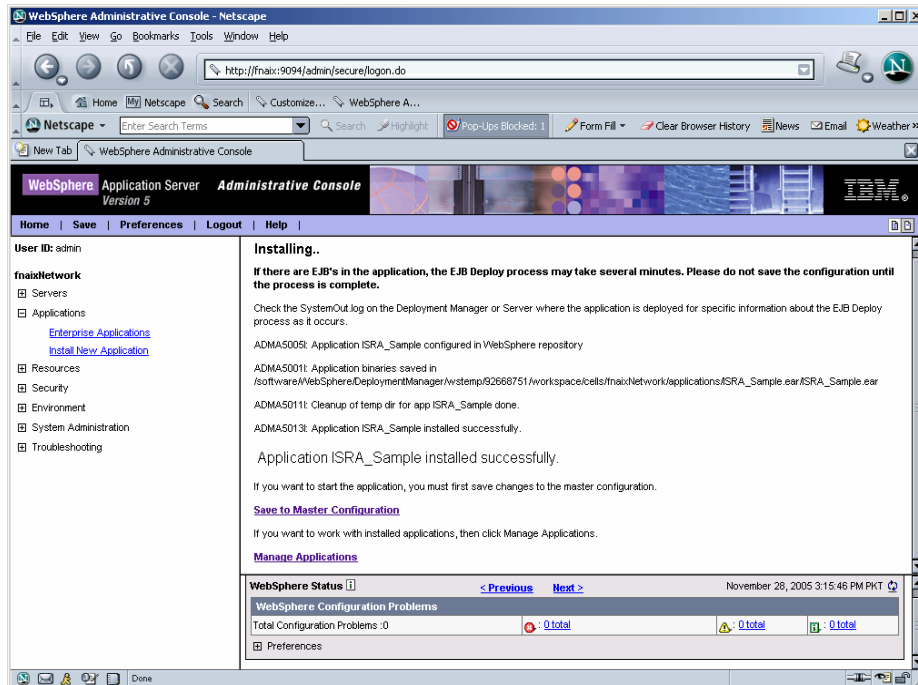 WebSphere Administrative Console - Netscape
File Edit View Go Bookmarks Tools Window Help
http://fnaix:9094/admin/secure/logon.do
Home My Netscape Search Customize... WebSphere A...
Netscape Enter Search Terms Search Highlight Pop-Ups Blocked: 1 Form Fill Clear Browser History News Email Weather
New Tab WebSphere Administrative Console
WebSphere Application Server Administrative Console
Version 5
IBM
Home | Save | Preferences | Logout | Help |
User ID: admin
fnaixNetwork
Servers
Applications
Enterprise Applications
Install New Application
Resources
Security
Environment
System Administration
Troubleshooting
Installing..
If there are EJB's in the application, the EJB Deploy process may take several minutes. Please do not save the configuration until
the process is complete.
Check the SystemOut.log on the Deployment Manager or Server where the application is deployed for specific information about the EJB Deploy
process as it occurs.
ADMA5005I: Application ISRA_Sample configured in WebSphere repository
ADMA5001I: Application binaries saved in
/software/WebSphere/DeploymentManager/wstemp/92668751/workspace/cells/fnaixNetwork/applications/ISRA_Sample.ear/ISRA_Sample.ear
ADMA5011I: Cleanup of temp dir for app ISRA_Sample done.
ADMA5013I: Application ISRA_Sample installed successfully.
Application ISRA_Sample installed successfully.
If you want to start the application, you must first save changes to the master configuration.
Save to Master Configuration
If you want to work with installed applications, then click Manage Applications.
Manage Applications
WebSphere Status < Previous Next > November 28, 2005 3:15:46 PM PKT
WebSphere Configuration Problems
Total Configuration Problems :0 : 0 total : 0 total : 0 total
Preferences
Done